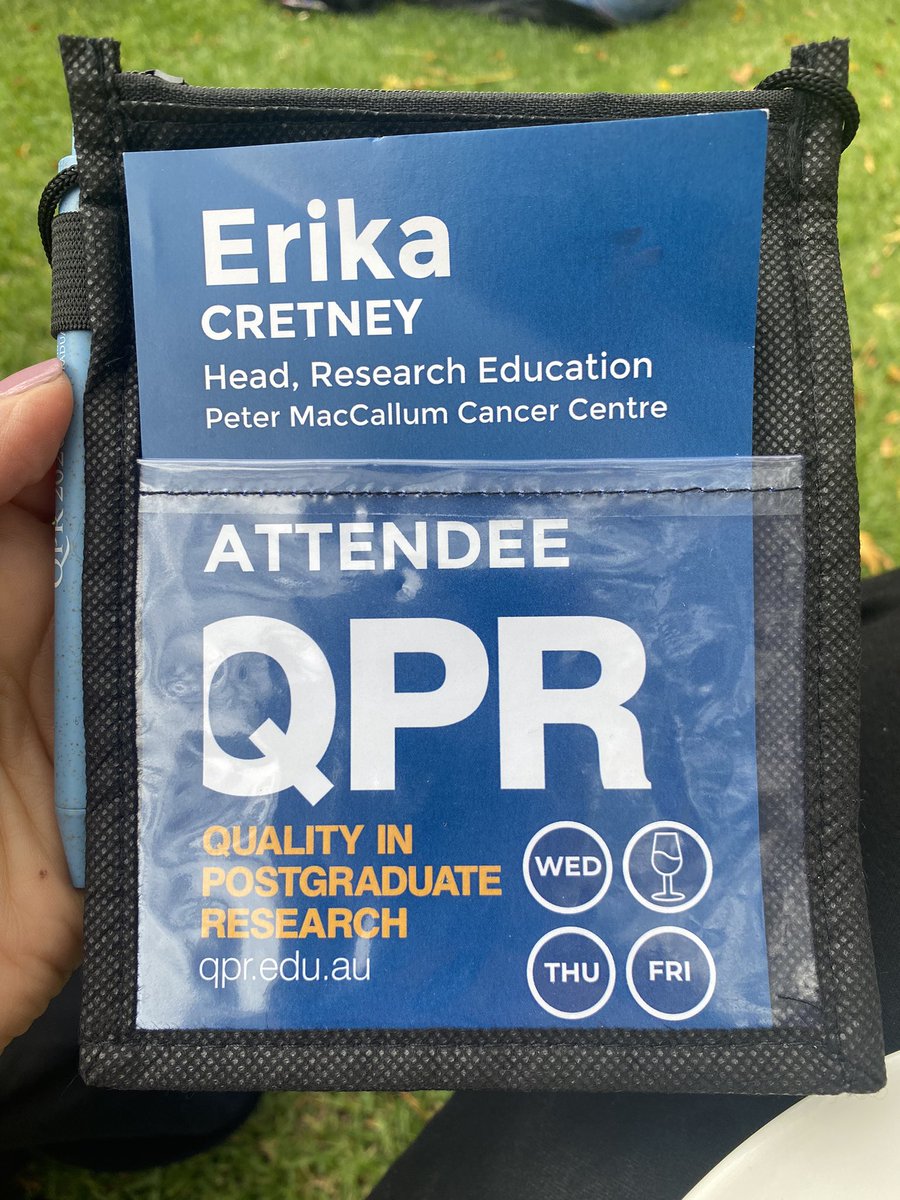 Erika
CRETNEY
Head, Research Education
Peter MacCallum Cancer Centre
ATTENDEE
QPR
QUALITY IN
POSTGRADUATE
RESEARCH
qpr.edu.au
WED
THU
FRI